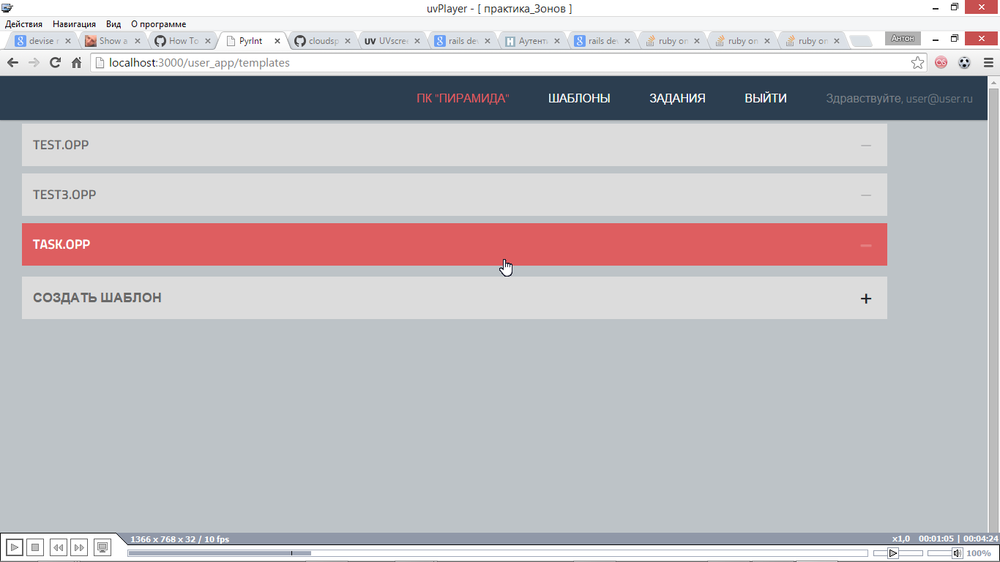 uvPlayer - [ практика_Зонов ]
Действия Навигация Вид О программе
devise r Show a How To PyrInt cloudsp UVscree rails dev Аутенти rails dev ruby on ruby on ruby on Антон
localhost:3000/user_app/templates
ПК "ПИРАМИДА" ШАБЛОНЫ ЗАДАНИЯ ВЫЙТИ Здравствуйте, user@user.ru
TEST.OPP
TEST3.OPP
TASK.OPP
СОЗДАТЬ ШАБЛОН
1366 x 768 x 32 / 10 fps x1,0 00:01:05 | 00:04:24
100%